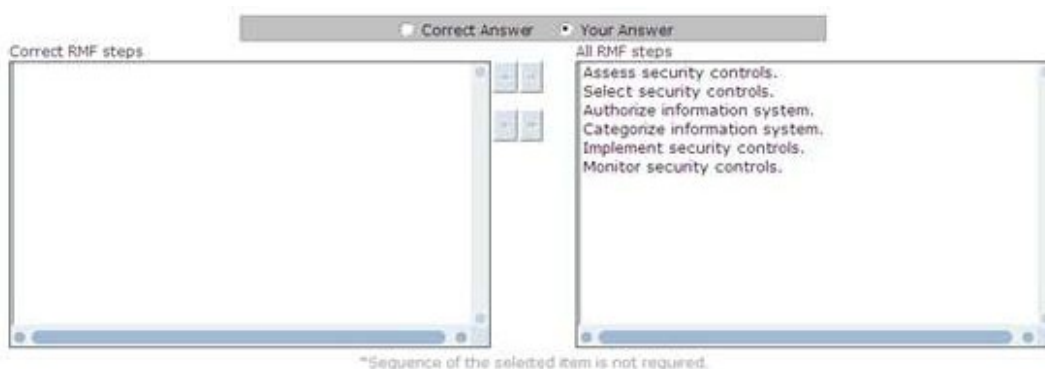 Correct Answer Your Answer
Correct RMF steps
All RMF steps
Assess security controls.
Select security controls.
Authorize information system.
Categorize information system.
Implement security controls.
Monitor security controls.
*Sequence of the selected item is not required.